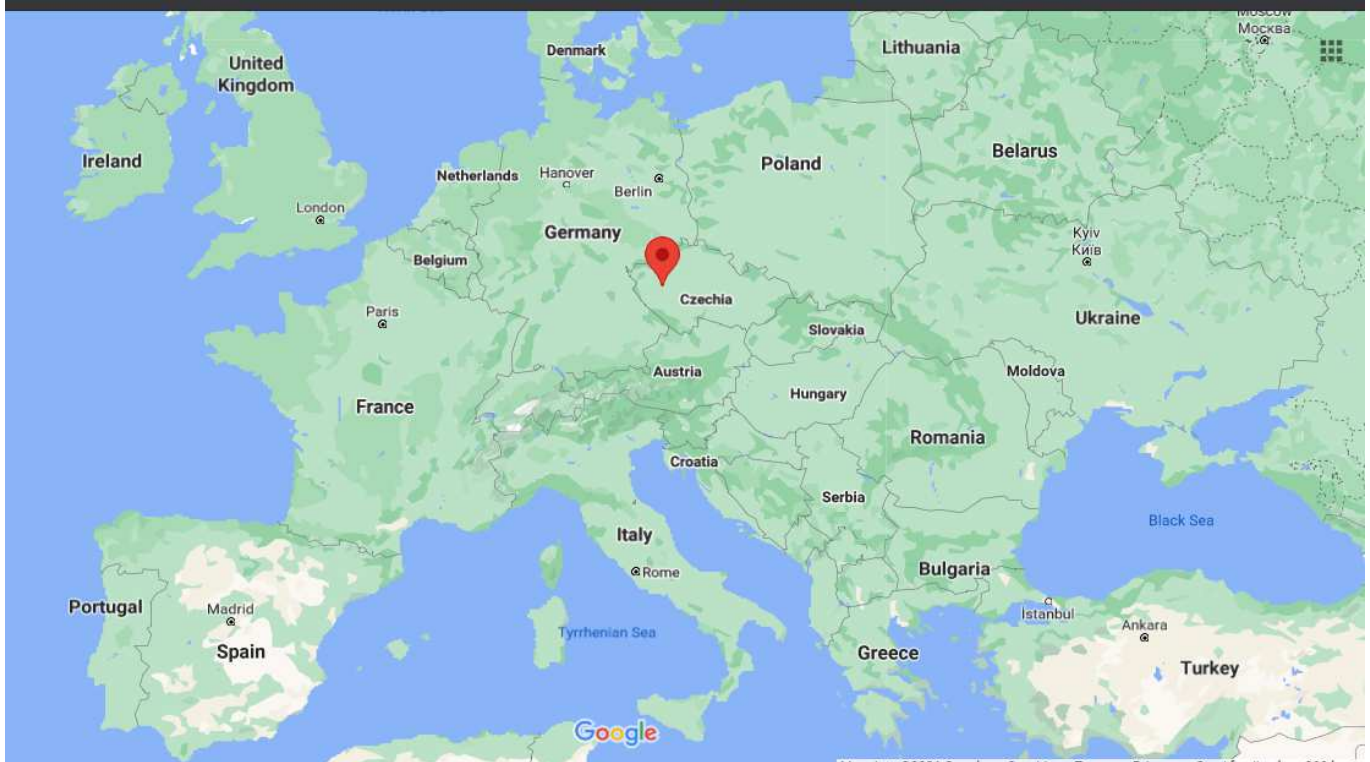 Moscow
Москва
Denmark
Lithuania
United
Kingdom
Ireland
Netherlands
Hanover
Berlin
Poland
Belarus
London
Germany
Belgium
Kyiv
Київ
Czechia
Paris
Ukraine
Slovakia
Austria
Moldova
Hungary
France
Romania
Croatia
Serbia
Black Sea
Italy
Rome
Bulgaria
Portugal
Madrid
İstanbul
Ankara
Tyrrhenian Sea
Spain
Greece
Turkey
Google